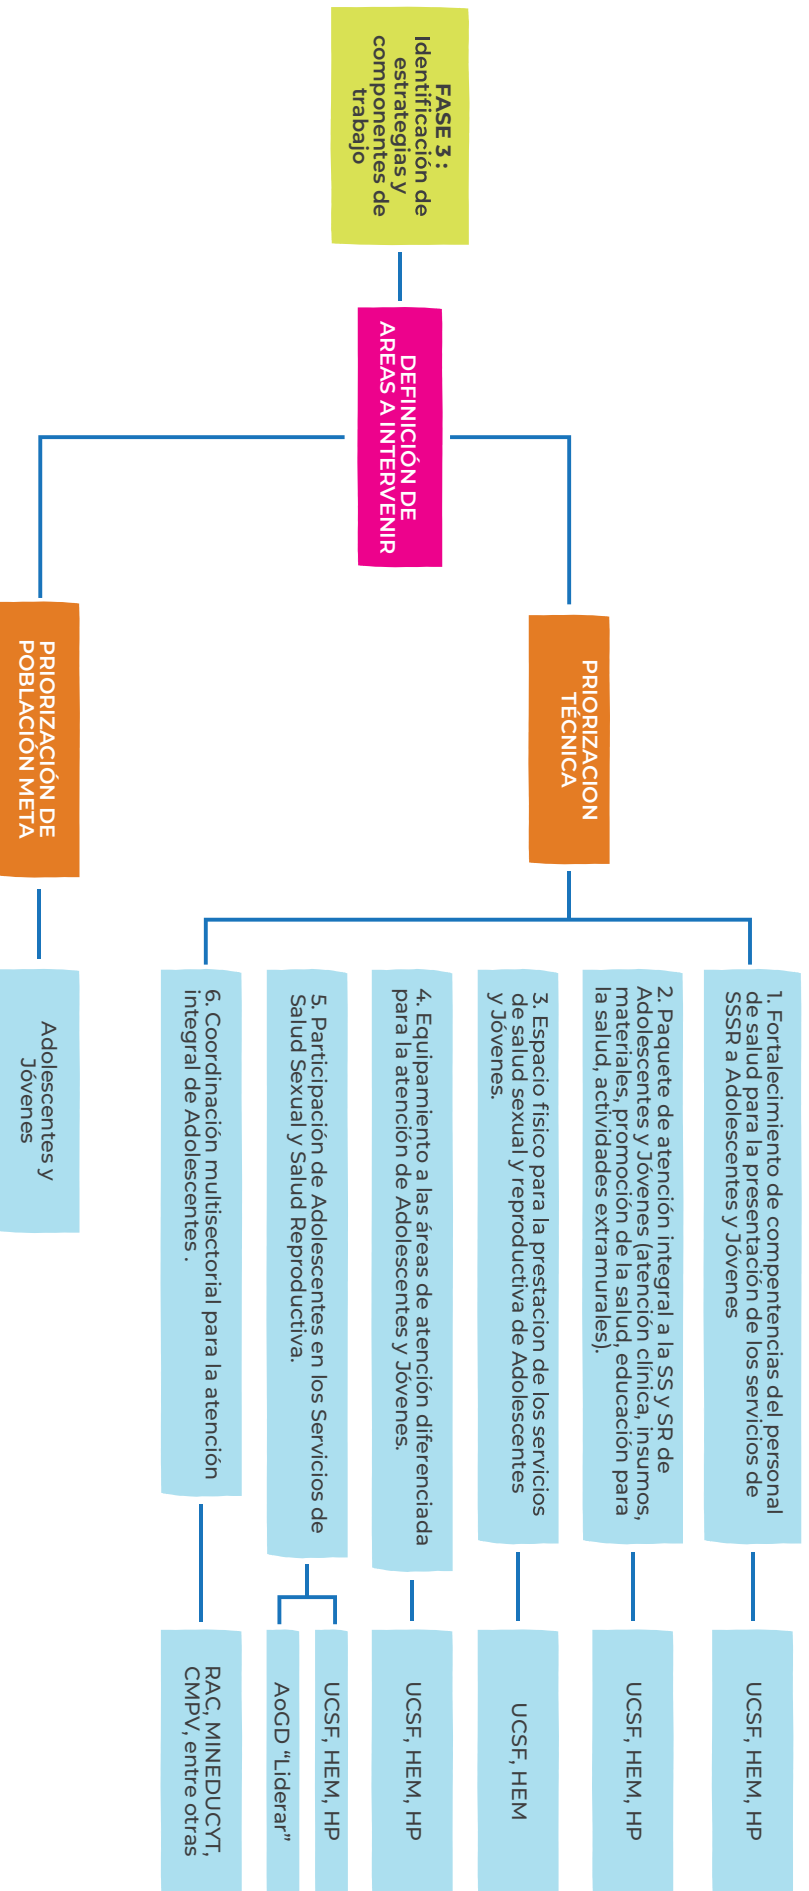 FASE 3 :
Identificación de
estrategias y
componentes de
trabajo
DEFINICIÓN DE
AREAS A INTERVENIR
PRIORIZACION
TÉCNICA
1. Fortalecimiento de compentencias del personal
de salud para la presentación de los servicios de
SSSR a Adolescentes y Jóvenes
UCSF, HEM, HP
2. Paquete de atención integral a la SS y SR de
Adolescentes y Jóvenes (atención clínica, insumos,
materiales, promoción de la salud, educación para
la salud, actividades extramurales).
UCSF, HEM, HP
3. Espacio fisico para la prestacion de los servicios
de salud sexual y reproductiva de Adolescentes
y Jóvenes.
UCSF, HEM
4. Equipamiento a las áreas de atención diferenciada
para la atención de Adolescentes y Jóvenes.
UCSF, HEM, HP
5. Participación de Adolescentes en los Servicios de
Salud Sexual y Salud Reproductiva.
UCSF, HEM, HP
AoGD “Liderar”
6. Coordinación multisectorial para la atención
integral de Adolescentes .
RAC, MINEDUCYT,
CMPV, entre otras
PRIORIZACIÓN DE
POBLACIÓN META
Adolescentes y
Jóvenes